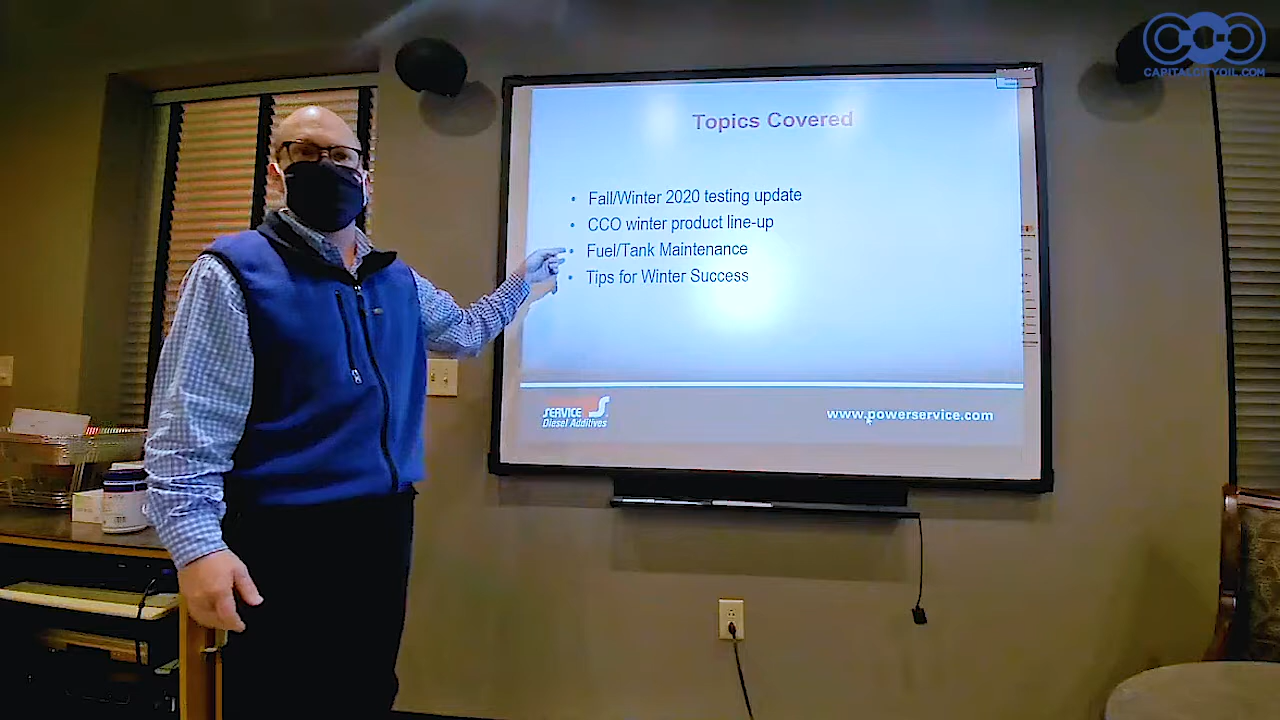 CCO
CAPITALCITYOIL.COM
Topics Covered
• Fall/Winter 2020 testing update
• CCO winter product line-up
• Fuel/Tank Maintenance
• Tips for Winter Success
SERVICE
Diesel Additives
www.powerservice.com